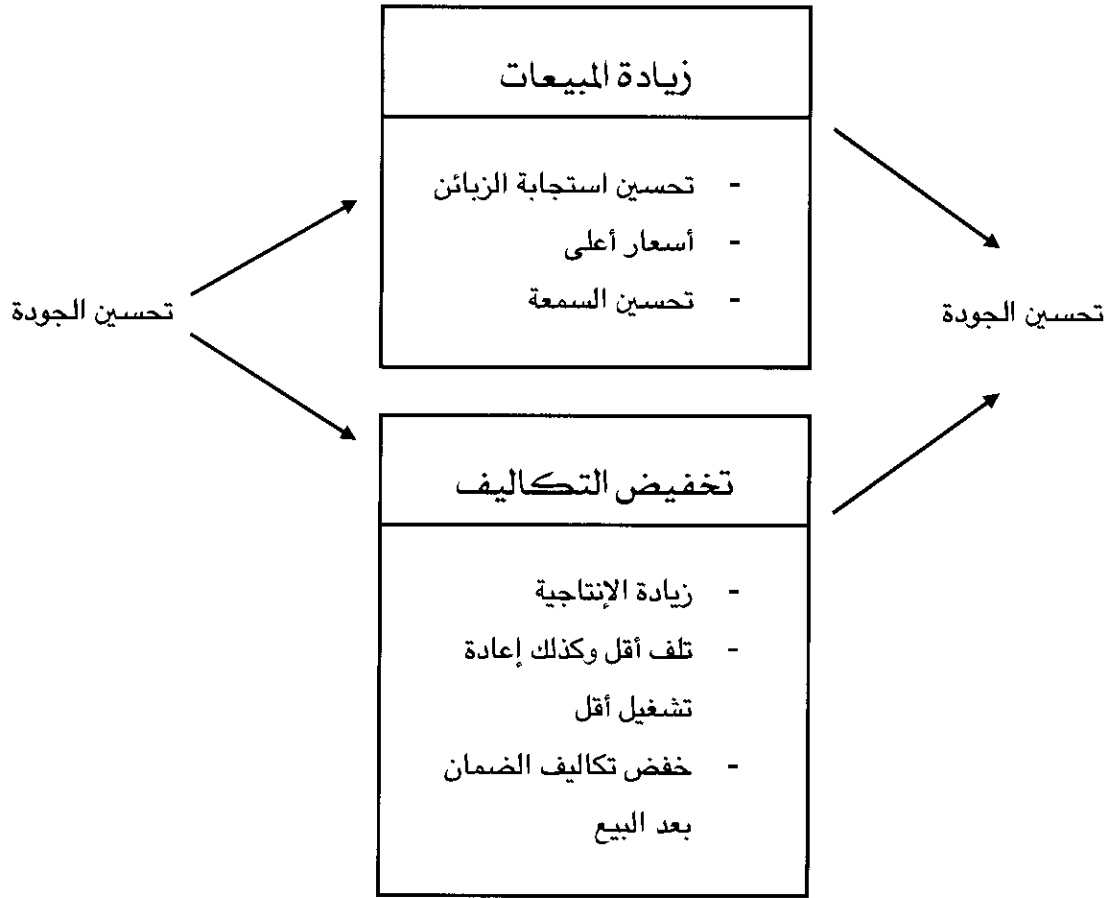 زيادة المبيعات
- تحسين استجابة الزبائن
- أسعار أعلى
- تحسين السمعة
تحسين الجودة
تحسين الجودة
تخفيض التكاليف
- زيادة الإنتاجية
- تلف أقل وكذلك إعادة
تشغيل أقل
- خفض تكاليف الضمان
بعد البيع